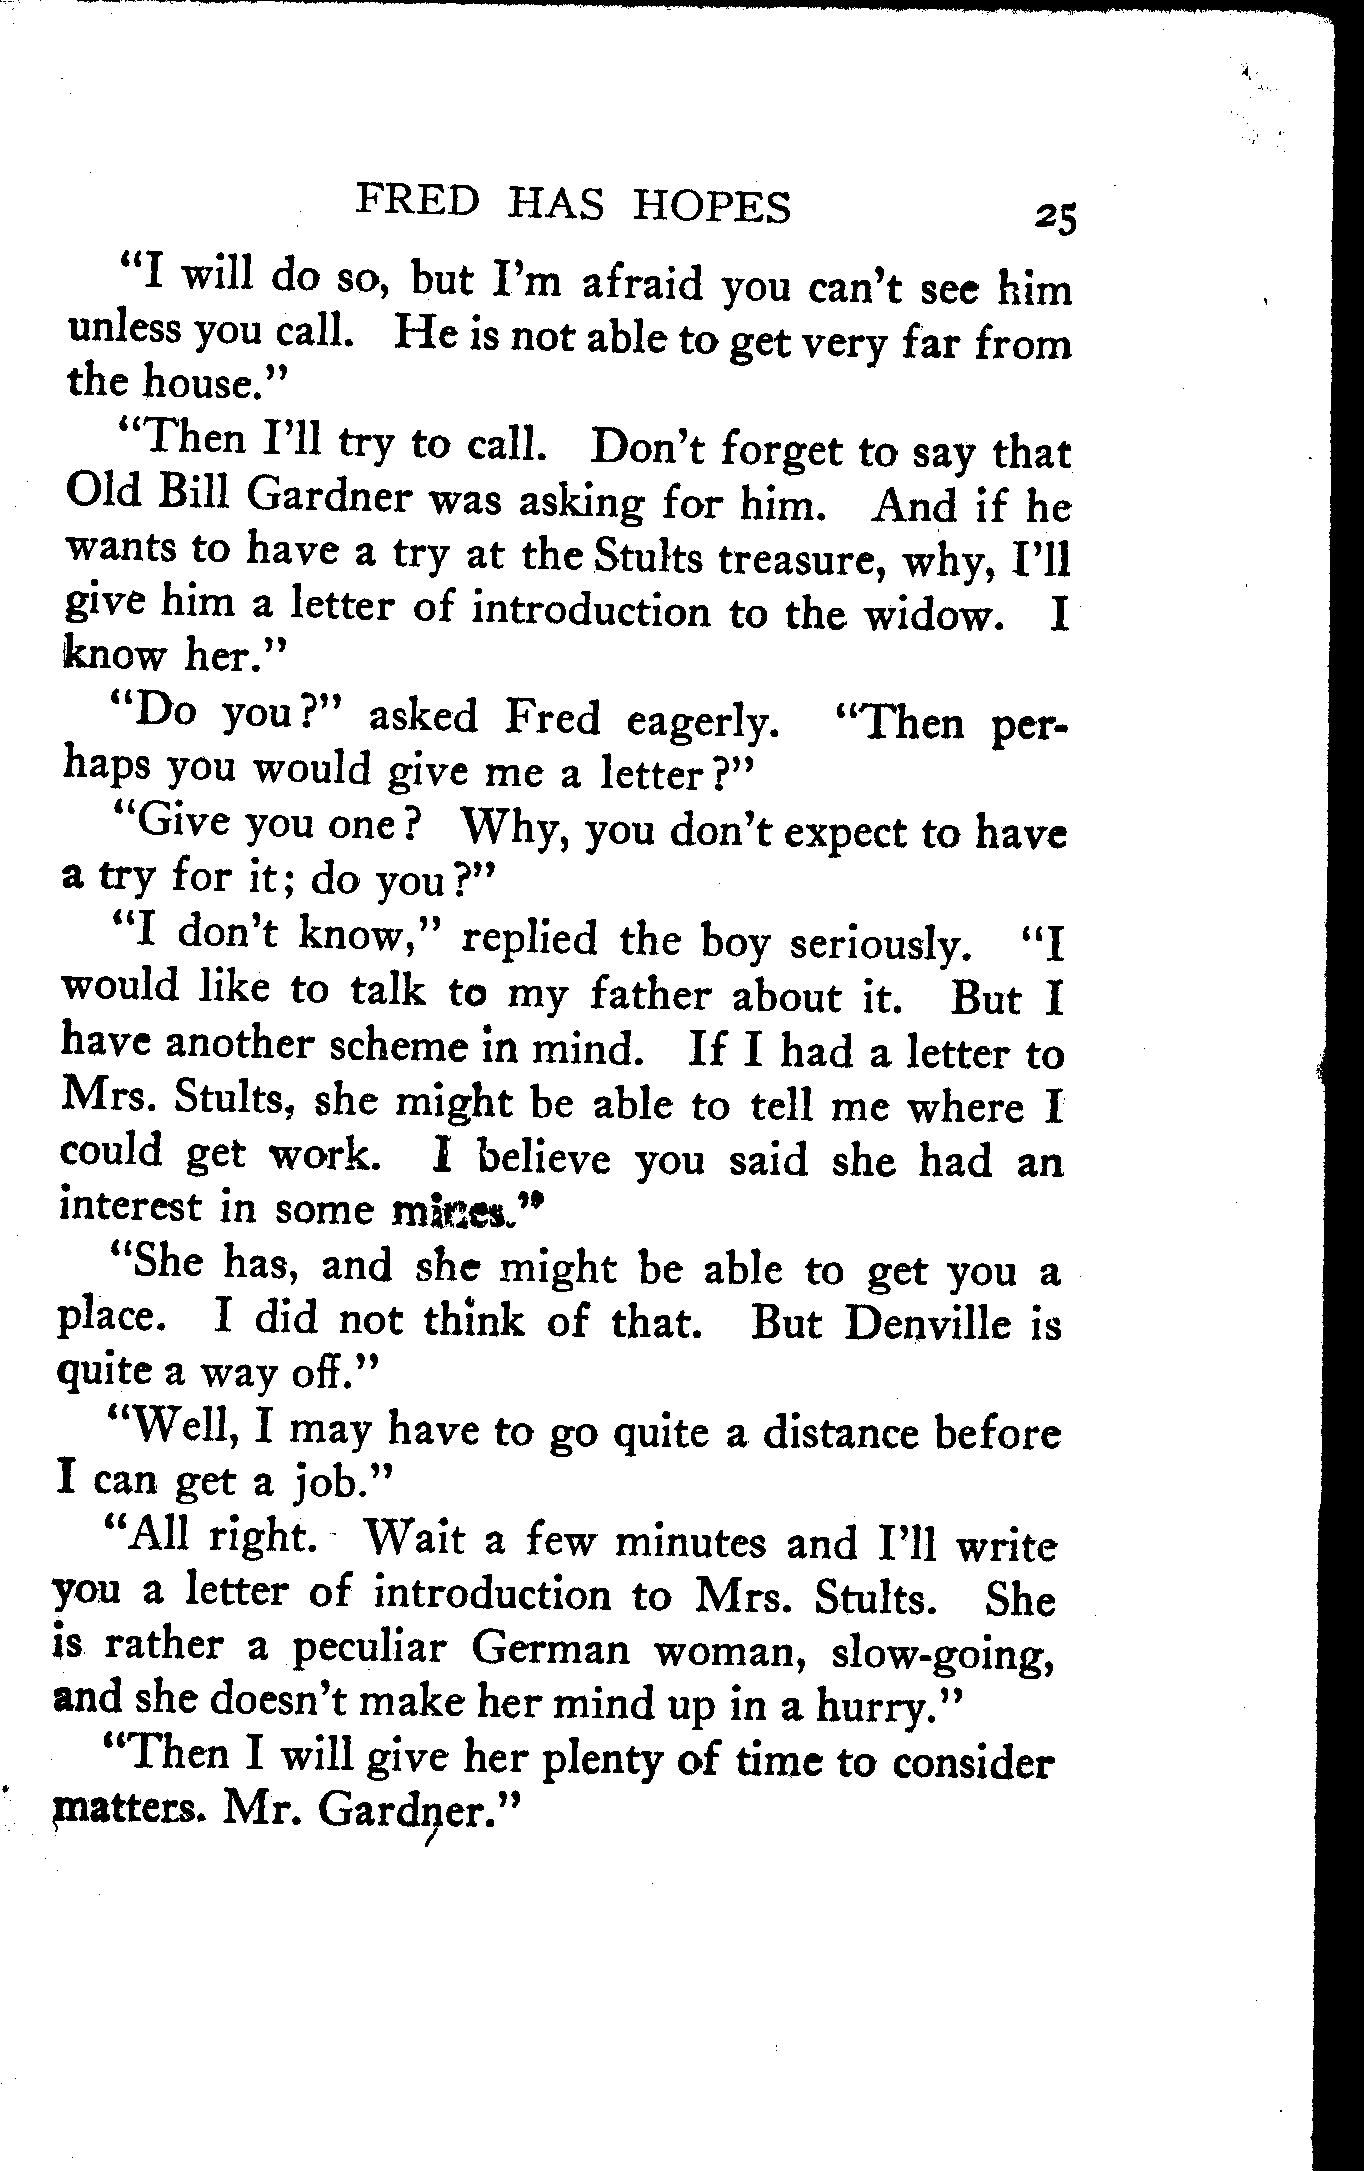 FRED HAS HOPES 25
“I will do so, but I’m afraid you can’t see him
unless you call. He is not able to get very far from
the house.”
“Then I’ll try to call. Don’t forget to say that
Old Bill Gardner was asking for him. And if he
wants to have a try at the Stults treasure, why, I’ll
give him a letter of introduction to the widow. I
know her.”
“Do you?” asked Fred eagerly. “Then per-
haps you would give me a letter?”
“Give you one? Why, you don’t expect to have
a try for it; do you?”
“I don’t know,” replied the boy seriously. “I
would like to talk to my father about it. But I
have another scheme in mind. If I had a letter to
Mrs. Stults, she might be able to tell me where I
could get work. I believe you said she had an
interest in some mines.”
“She has, and she might be able to get you a
place. I did not think of that. But Denville is
quite a way off.”
“Well, I may have to go quite a distance before
I can get a job.”
“All right. Wait a few minutes and I’ll write
you a letter of introduction to Mrs. Stults. She
is rather a peculiar German woman, slow-going,
and she doesn’t make her mind up in a hurry.”
“Then I will give her plenty of time to consider
matters. Mr. Gardner.”